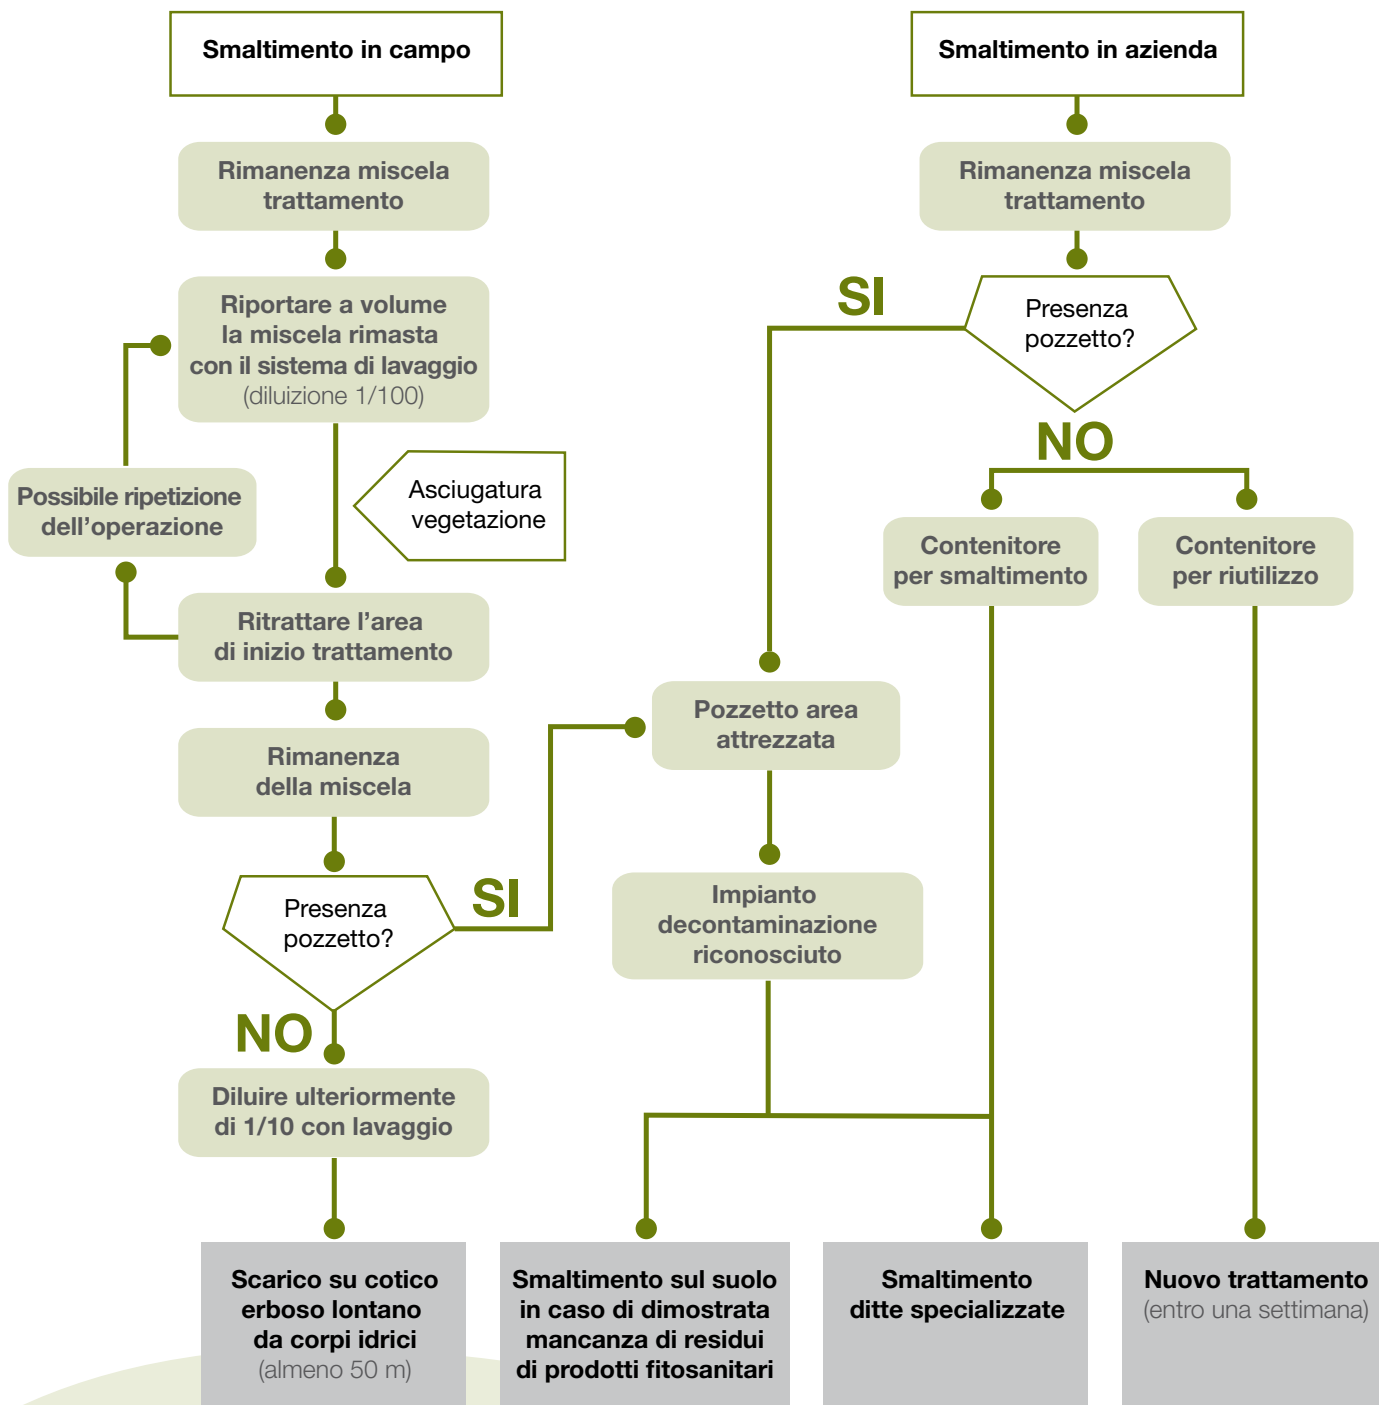 Smaltimento in campo
Rimanenza miscela
trattamento
Riportare a volume
la miscela rimasta
con il sistema di lavaggio
(diluizione 1/100)
Asciugatura
vegetazione
Possibile ripetizione
dell’operazione
Ritrattare l’area
di inizio trattamento
Rimanenza
della miscela
Presenza
pozzetto?
SI
NO
Diluire ulteriormente
di 1/10 con lavaggio
Scarico su cotico
erboso lontano
da corpi idrici
(almeno 50 m)
Smaltimento in azienda
Rimanenza miscela
trattamento
Presenza
pozzetto?
SI
NO
Contenitore
per smaltimento
Contenitore
per riutilizzo
Pozzetto area
attrezzata
Impianto
decontaminazione
riconosciuto
Smaltimento sul suolo
in caso di dimostrata
mancanza di residui
di prodotti fitosanitari
Smaltimento
ditte specializzate
Nuovo trattamento
(entro una settimana)